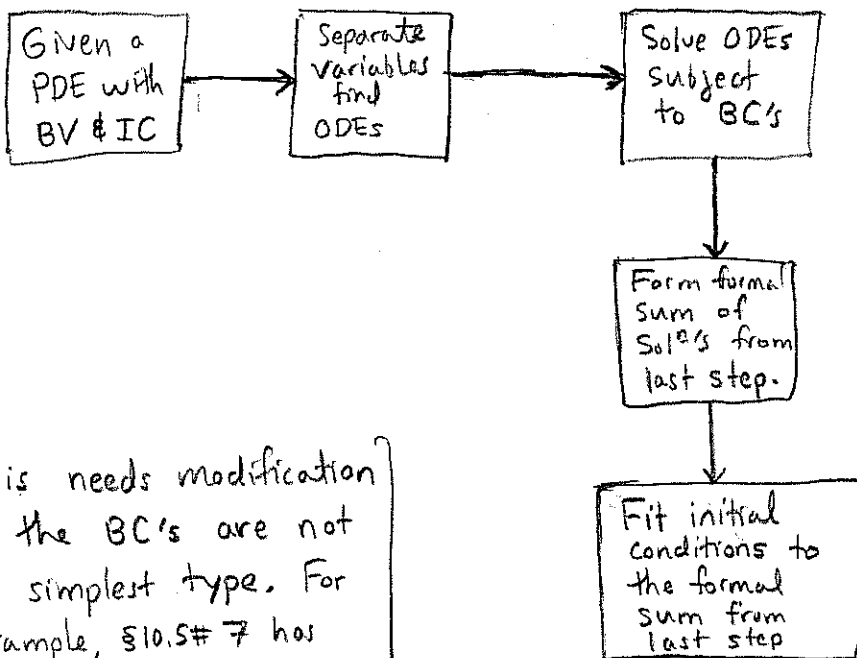 Given a
PDE with
BV & IC
Separate
variables
find
ODEs
Solve ODEs
subject
to BC's
Form formal
sum of
Solⁿ's from
last step.
Fit initial
conditions to
the formal
sum from
last step
is needs modification
the BC's are not
simplest type. For
ample, §10.5# 7 has